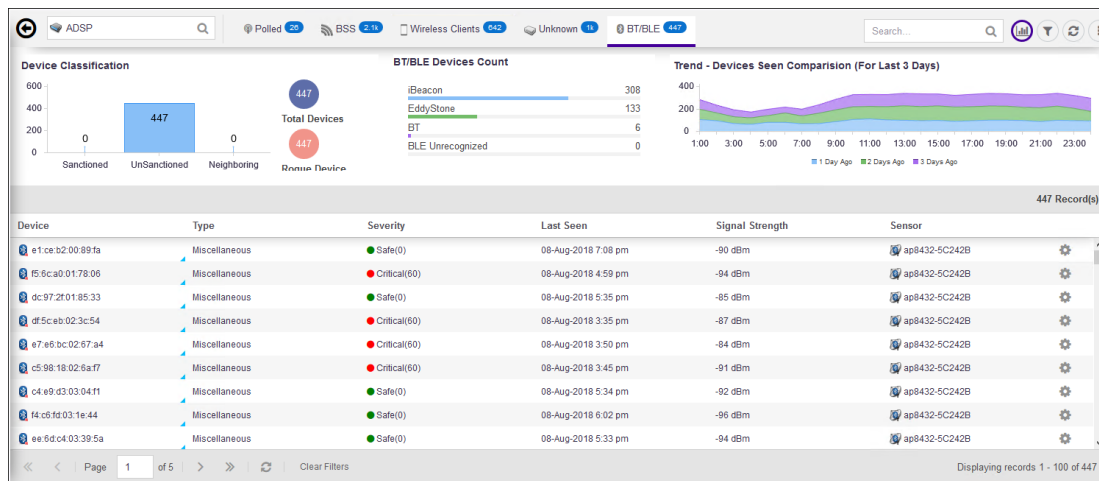 ADSP
Polled 26
BSS 2.1k
Wireless Clients 642
Unknown 1k
BT/BLE 447
Search...
Device Classification
600
400
200
0
0
447
0
Sanctioned
UnSanctioned
Neighboring
447
Total Devices
447
Rogue Device
BT/BLE Devices Count
iBeacon 308
EddyStone 133
BT 6
BLE Unrecognized 0
Trend - Devices Seen Comparision (For Last 3 Days)
400
200
0
1:00 3:00 5:00 7:00 9:00 11:00 13:00 15:00 17:00 19:00 21:00 23:00
1 Day Ago 2 Days Ago 3 Days Ago
447 Record(s)
Device Type Severity Last Seen Signal Strength Sensor
e1:ce:b2:00:89:fa Miscellaneous Safe(0) 08-Aug-2018 7:08 pm -90 dBm ap8432-5C242B
f5:6c:a0:01:78:06 Miscellaneous Critical(60) 08-Aug-2018 4:59 pm -94 dBm ap8432-5C242B
dc:97:2f:01:85:33 Miscellaneous Safe(0) 08-Aug-2018 5:35 pm -85 dBm ap8432-5C242B
df:5c:eb:02:3c:54 Miscellaneous Critical(60) 08-Aug-2018 3:35 pm -87 dBm ap8432-5C242B
e7:e6:bc:02:67:a4 Miscellaneous Critical(60) 08-Aug-2018 3:50 pm -84 dBm ap8432-5C242B
c5:98:18:02:6a:f7 Miscellaneous Critical(60) 08-Aug-2018 3:45 pm -91 dBm ap8432-5C242B
c4:e9:d3:03:04:f1 Miscellaneous Safe(0) 08-Aug-2018 5:34 pm -92 dBm ap8432-5C242B
f4:c6:fd:03:1e:44 Miscellaneous Safe(0) 08-Aug-2018 6:02 pm -96 dBm ap8432-5C242B
ee:6d:c4:03:39:5a Miscellaneous Safe(0) 08-Aug-2018 5:33 pm -94 dBm ap8432-5C242B
Page 1 of 5 Clear Filters Displaying records 1 - 100 of 447